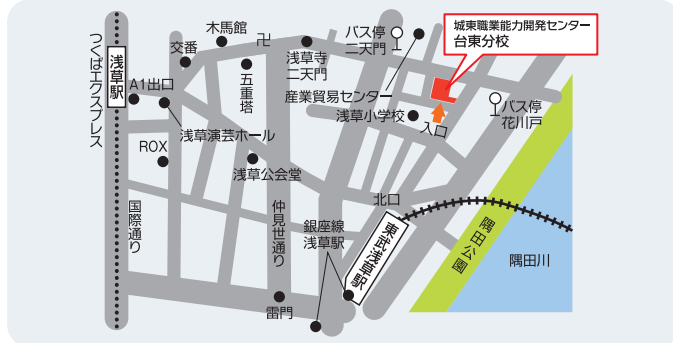 城東職業能力開発センター
台東分校
木馬館
卍
バス停
二天門
交番
浅草寺
二天門
つくばエクスプレス
浅草駅
A1出口
五重塔
産業貿易センター
浅草小学校
入口
バス停
花川戸
浅草演芸ホール
ROX
浅草公会堂
国際通り
仲見世通り
北口
銀座線
浅草駅
東武浅草駅
隅田公園
隅田川
雷門